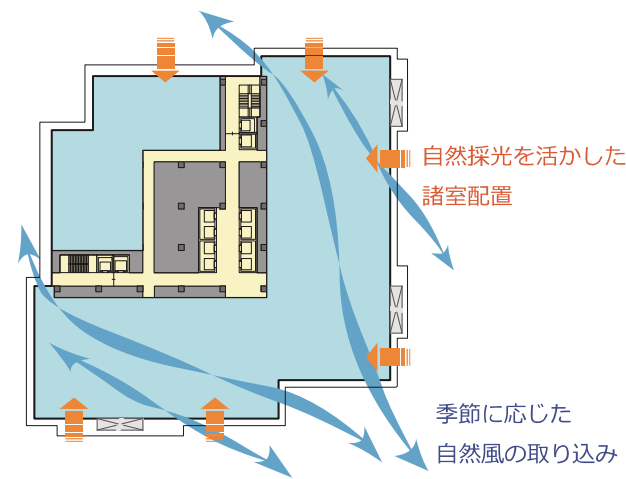 自然採光を活かした
諸室配置
季節に応じた
自然風の取り込み